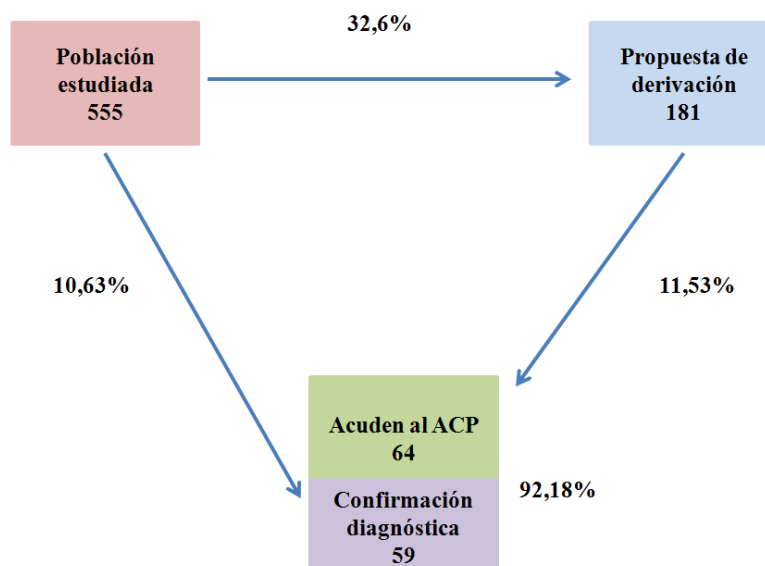 32,6%
Población
estudiada
555
Propuesta de
derivación
181
10,63%
11,53%
Acuden al ACP
64
92,18%
Confirmación
diagnóstica
59